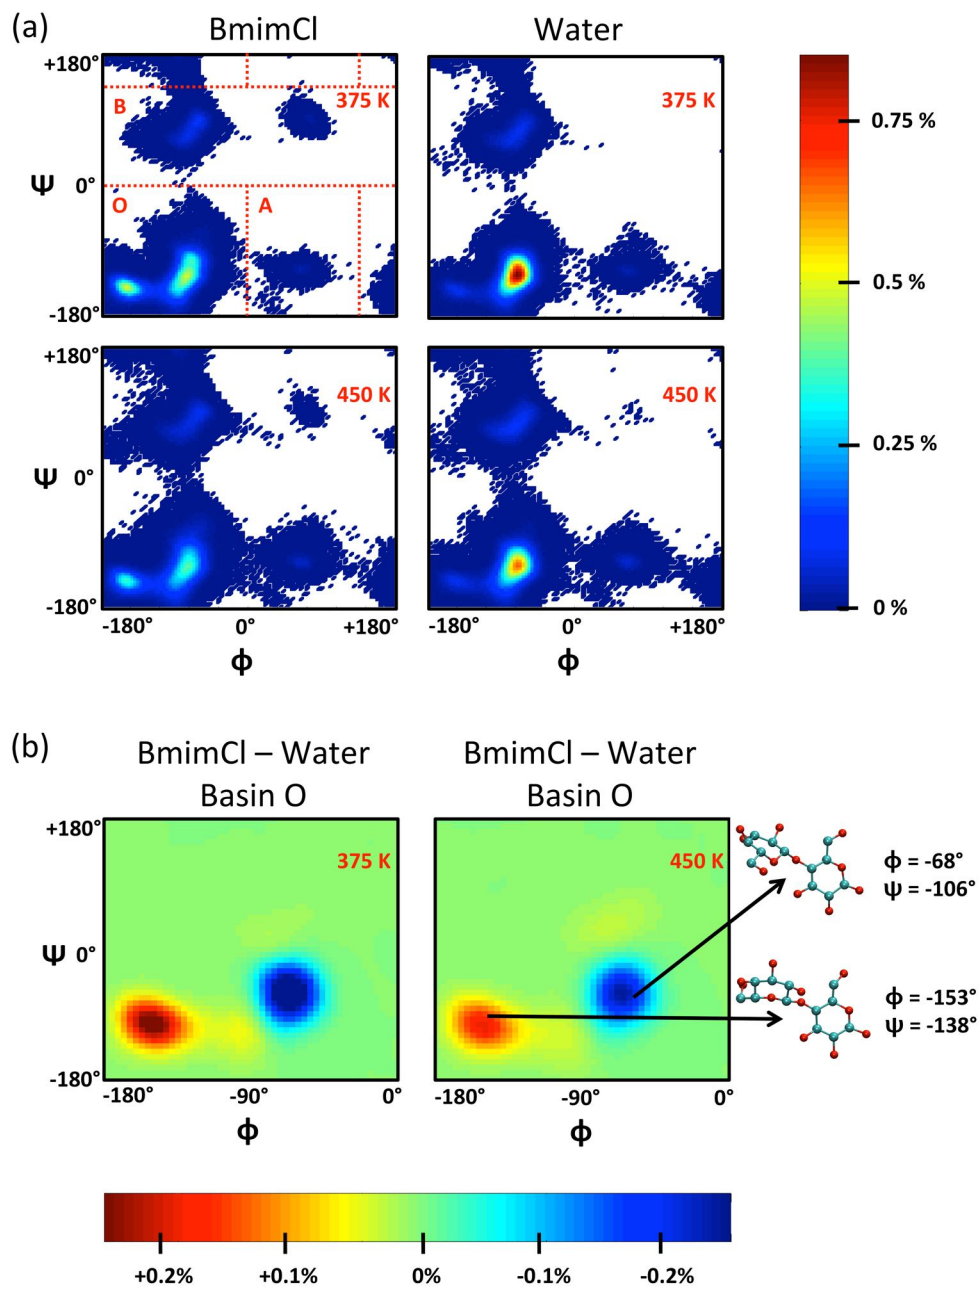 (a)
BmimCl
Water
+180°
B
375 K
375 K
0.75 %
Ψ 0°
O
A
0.5 %
-180°
+180°
450 K
450 K
0.25 %
Ψ 0°
0 %
-180°
-180° 0° +180°
-180° 0° +180°
Φ
Φ
(b)
BmimCl – Water
Basin O
BmimCl – Water
Basin O
+180°
375 K
450 K
Φ = -68°
Ψ = -106°
Ψ 0°
Φ = -153°
Ψ = -138°
-180°
-180° -90° 0°
-180° -90° 0°
Φ
Φ
+0.2% +0.1% 0% -0.1% -0.2%